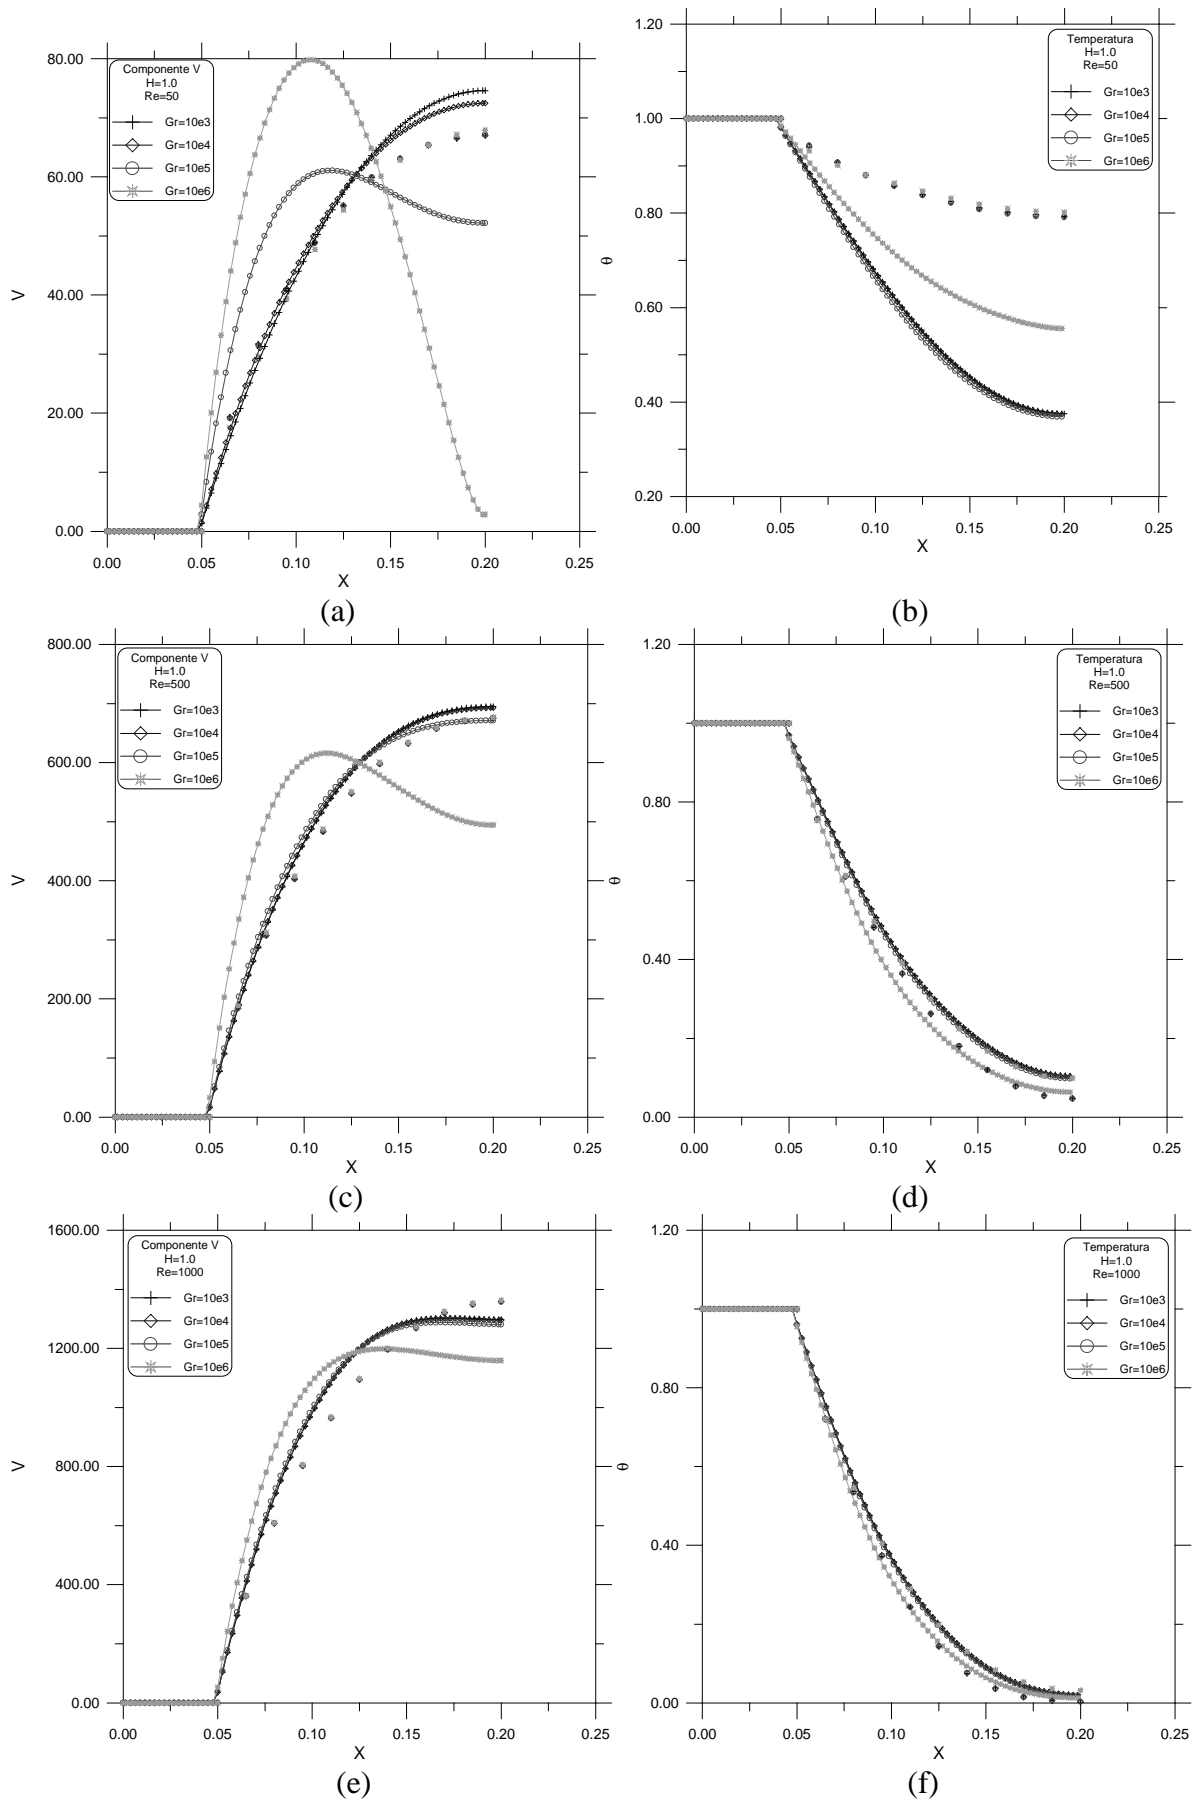 80.00
60.00
40.00
20.00
0.00
V
Componente V
H=1.0
Re=50
Gr=10e3
Gr=10e4
Gr=10e5
Gr=10e6
0.00 0.05 0.10 0.15 0.20 0.25
X
(a)
1.20
1.00
0.80
0.60
0.40
0.20
θ
Temperatura
H=1.0
Re=50
Gr=10e3
Gr=10e4
Gr=10e5
Gr=10e6
0.00 0.05 0.10 0.15 0.20 0.25
X
(b)
800.00
600.00
400.00
200.00
0.00
V
Componente V
H=1.0
Re=500
Gr=10e3
Gr=10e4
Gr=10e5
Gr=10e6
0.00 0.05 0.10 0.15 0.20 0.25
X
(c)
1.20
0.80
0.40
0.00
θ
Temperatura
H=1.0
Re=500
Gr=10e3
Gr=10e4
Gr=10e5
Gr=10e6
0.00 0.05 0.10 0.15 0.20 0.25
X
(d)
1600.00
1200.00
800.00
400.00
0.00
V
Componente V
H=1.0
Re=1000
Gr=10e3
Gr=10e4
Gr=10e5
Gr=10e6
0.00 0.05 0.10 0.15 0.20 0.25
X
(e)
1.20
0.80
0.40
0.00
θ
Temperatura
H=1.0
Re=1000
Gr=10e3
Gr=10e4
Gr=10e5
Gr=10e6
0.00 0.05 0.10 0.15 0.20 0.25
X
(f)